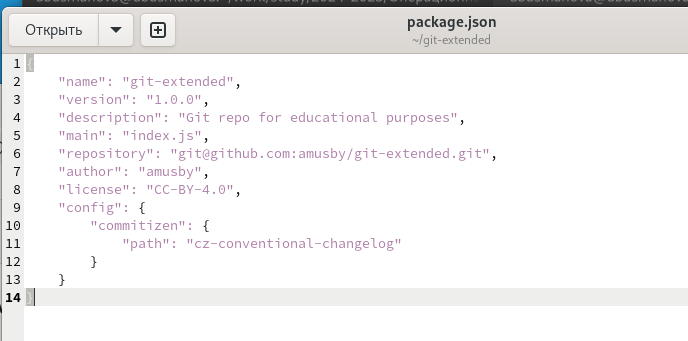 Открыть
package.json
~/git-extended
1 {
2 "name": "git-extended",
3 "version": "1.0.0",
4 "description": "Git repo for educational purposes",
5 "main": "index.js",
6 "repository": "git@github.com:amusby/git-extended.git",
7 "author": "amusby",
8 "license": "CC-BY-4.0",
9 "config": {
10 "commitizen": {
11 "path": "cz-conventional-changelog"
12 }
13 }
14 }